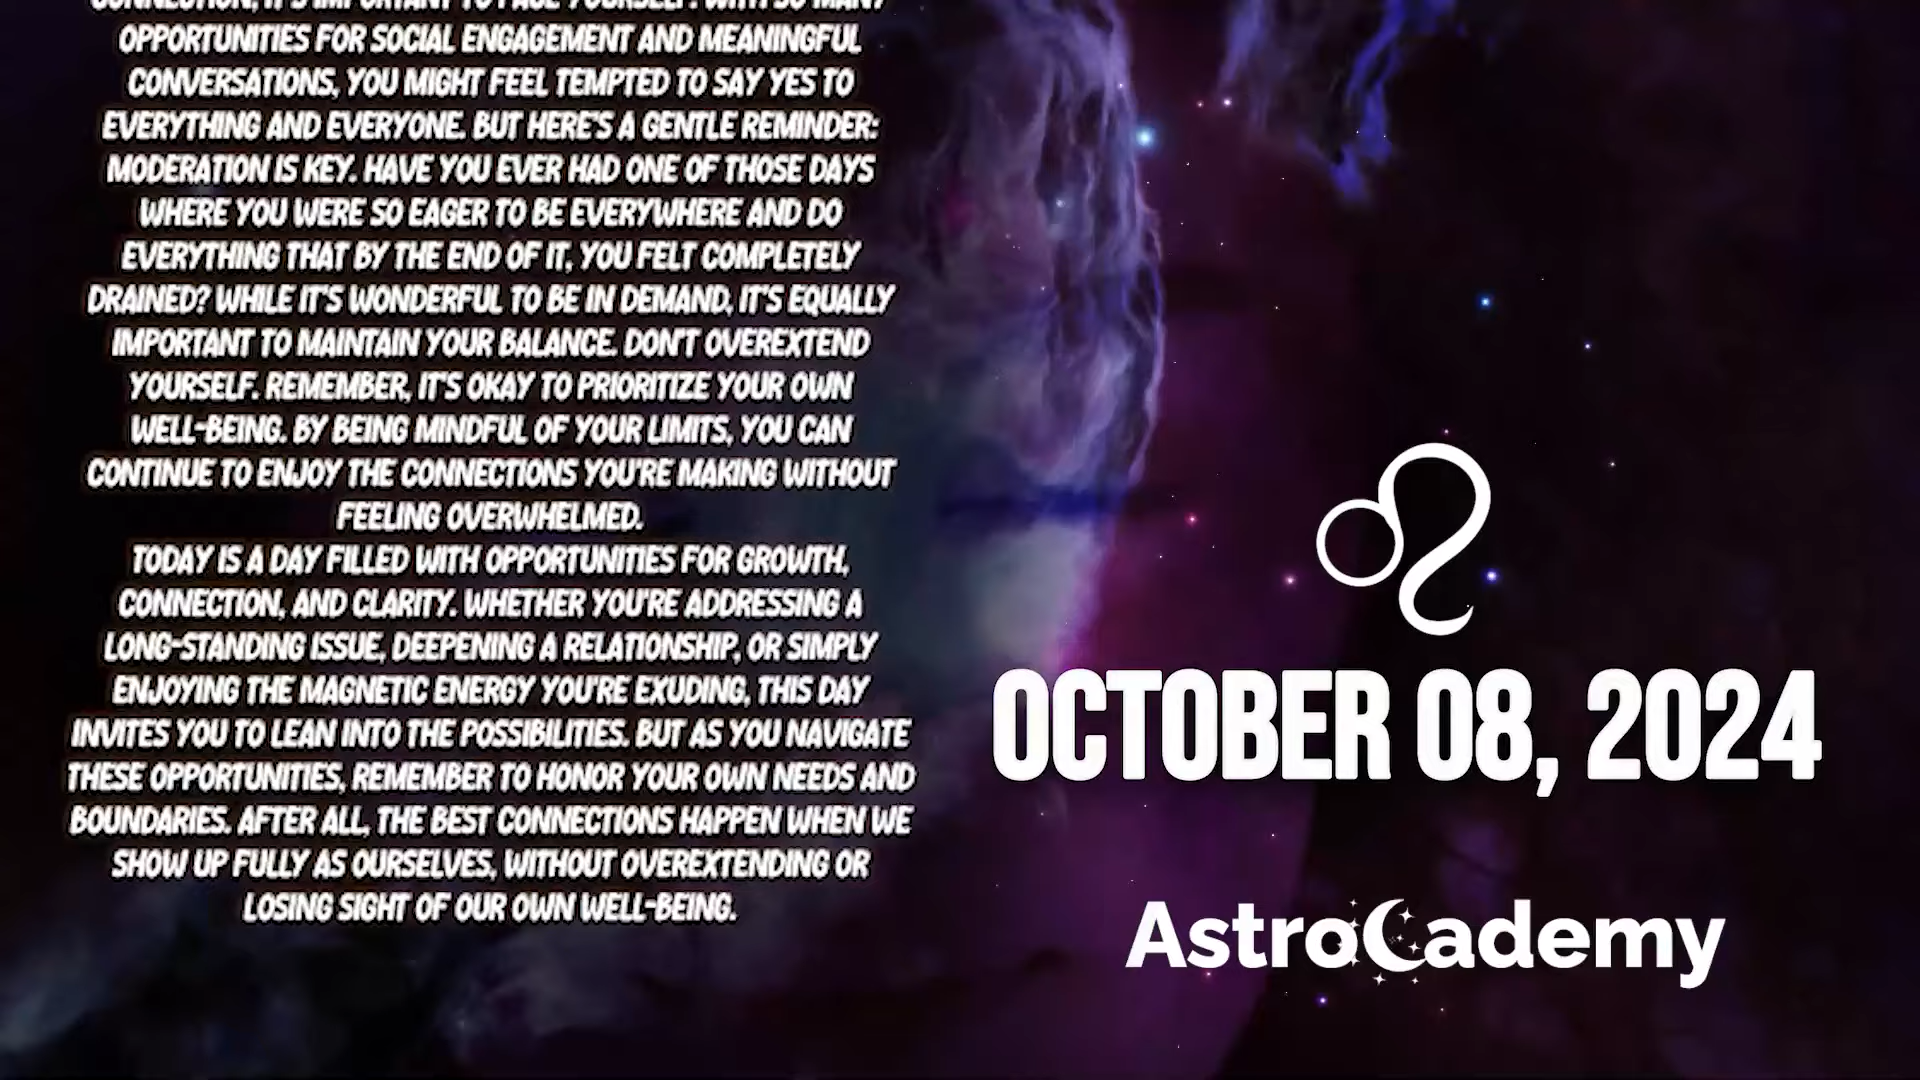 CONNECTION, IT'S IMPORTANT TO PACE YOURSELF. WITH SO MANY
OPPORTUNITIES FOR SOCIAL ENGAGEMENT AND MEANINGFUL
CONVERSATIONS, YOU MIGHT FEEL TEMPTED TO SAY YES TO
EVERYTHING AND EVERYONE. BUT HERE'S A GENTLE REMINDER:
MODERATION IS KEY. HAVE YOU EVER HAD ONE OF THOSE DAYS
WHERE YOU WERE SO EAGER TO BE EVERYWHERE AND DO
EVERYTHING THAT BY THE END OF IT, YOU FELT COMPLETELY
DRAINED? WHILE IT'S WONDERFUL TO BE IN DEMAND, IT'S EQUALLY
IMPORTANT TO MAINTAIN YOUR BALANCE. DON'T OVEREXTEND
YOURSELF. REMEMBER, IT'S OKAY TO PRIORITIZE YOUR OWN
WELL-BEING. BY BEING MINDFUL OF YOUR LIMITS, YOU CAN
CONTINUE TO ENJOY THE CONNECTIONS YOU'RE MAKING WITHOUT
FEELING OVERWHELMED.
TODAY IS A DAY FILLED WITH OPPORTUNITIES FOR GROWTH,
CONNECTION, AND CLARITY. WHETHER YOU'RE ADDRESSING A
LONG-STANDING ISSUE, DEEPENING A RELATIONSHIP, OR SIMPLY
ENJOYING THE MAGNETIC ENERGY YOU'RE EXUDING, THIS DAY
INVITES YOU TO LEAN INTO THE POSSIBILITIES. BUT AS YOU NAVIGATE
THESE OPPORTUNITIES, REMEMBER TO HONOR YOUR OWN NEEDS AND
BOUNDARIES. AFTER ALL, THE BEST CONNECTIONS HAPPEN WHEN WE
SHOW UP FULLY AS OURSELVES, WITHOUT OVEREXTENDING OR
LOSING SIGHT OF OUR OWN WELL-BEING.
OCTOBER 08, 2024
AstroCademy